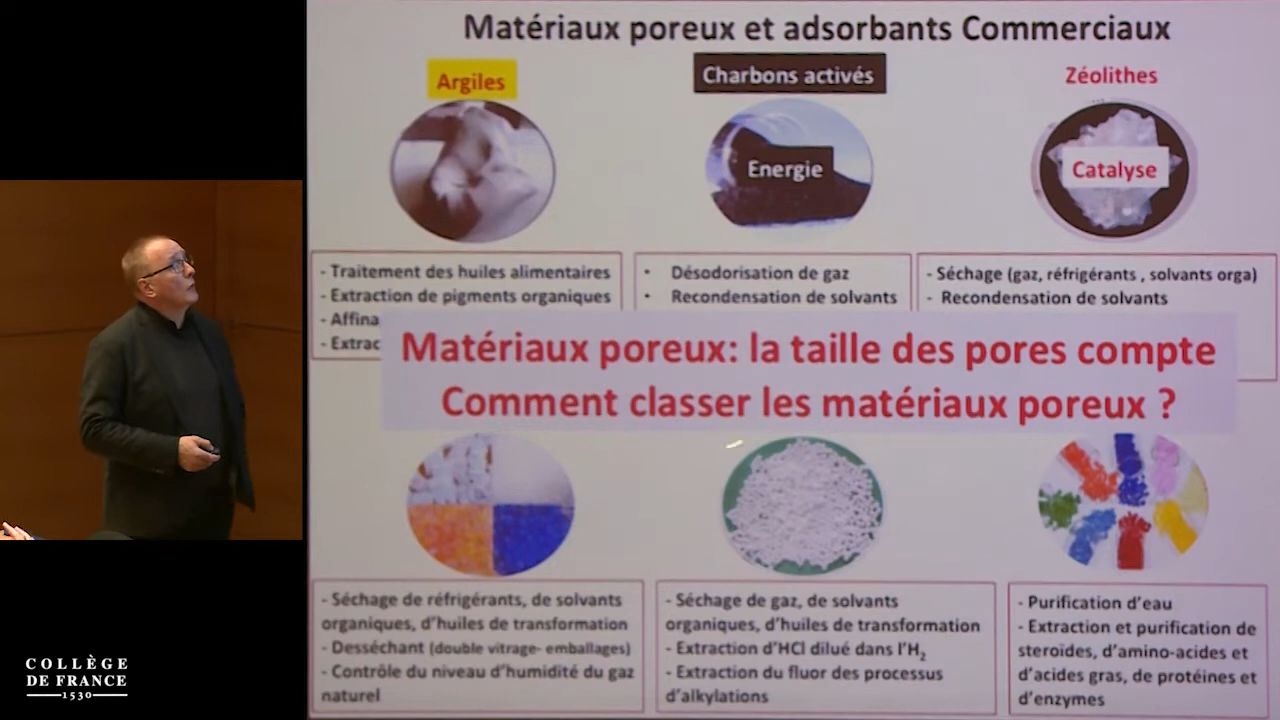 Matériaux poreux et adsorbants Commerciaux
Argiles
Charbons activés
Zéolithes
Energie
Catalyse
- Traitement des huiles alimentaires
- Extraction de pigments organiques
- Affina
- Extrac
• Désodorisation de gaz
• Recondensation de solvants
- Séchage (gaz, réfrigérants , solvants orga)
- Recondensation de solvants
Matériaux poreux: la taille des pores compte
Comment classer les matériaux poreux ?
- Séchage de réfrigérants, de solvants
organiques, d'huiles de transformation
- Desséchant (double vitrage- emballages)
- Contrôle du niveau d'humidité du gaz
naturel
- Séchage de gaz, de solvants
organiques, d'huiles de transformation
- Extraction d'HCl dilué dans l'H2
- Extraction du fluor des processus
d'alkylations
- Purification d'eau
- Extraction et purification de
steroïdes, d'amino-acides et
d'acides gras, de protéines et
d'enzymes
COLLÈGE
DE FRANCE
1530